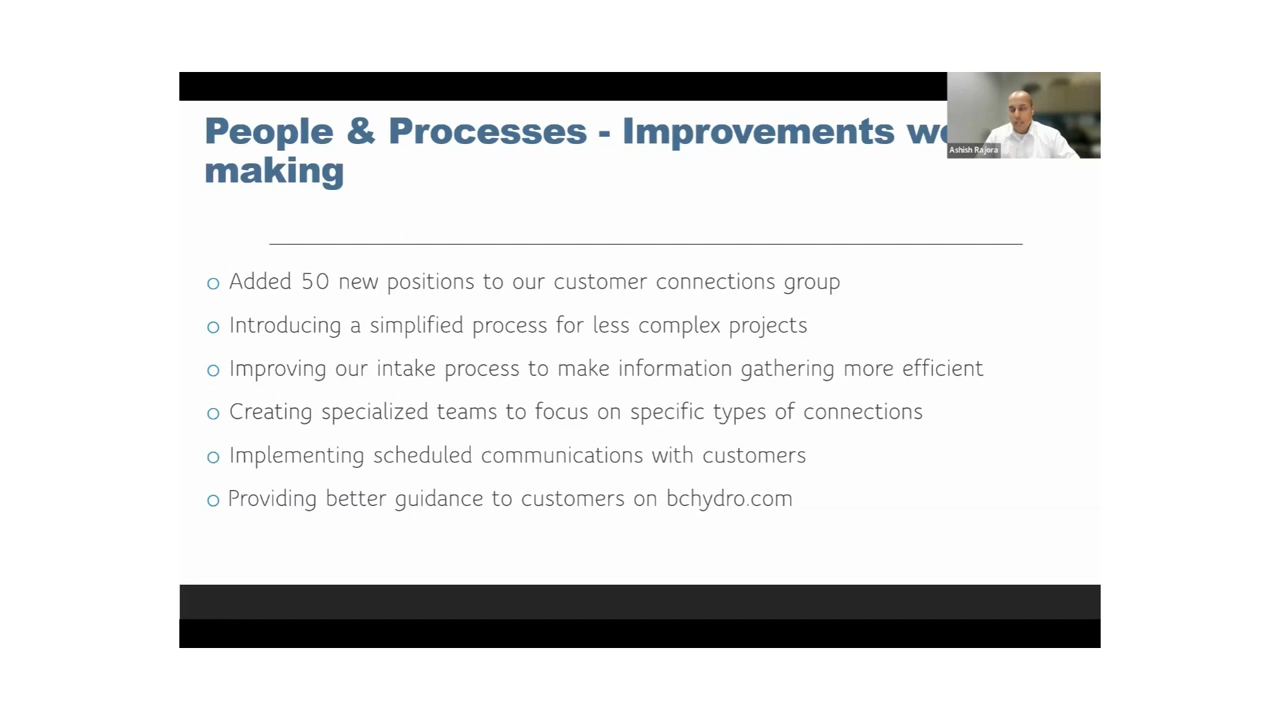 People & Processes - Improvements
making
Ashish Rajora
o Added 50 new positions to our customer connections group
o Introducing a simplified process for less complex projects
o Improving our intake process to make information gathering more efficient
o Creating specialized teams to focus on specific types of connections
o Implementing scheduled communications with customers
o Providing better guidance to customers on bchydro.com